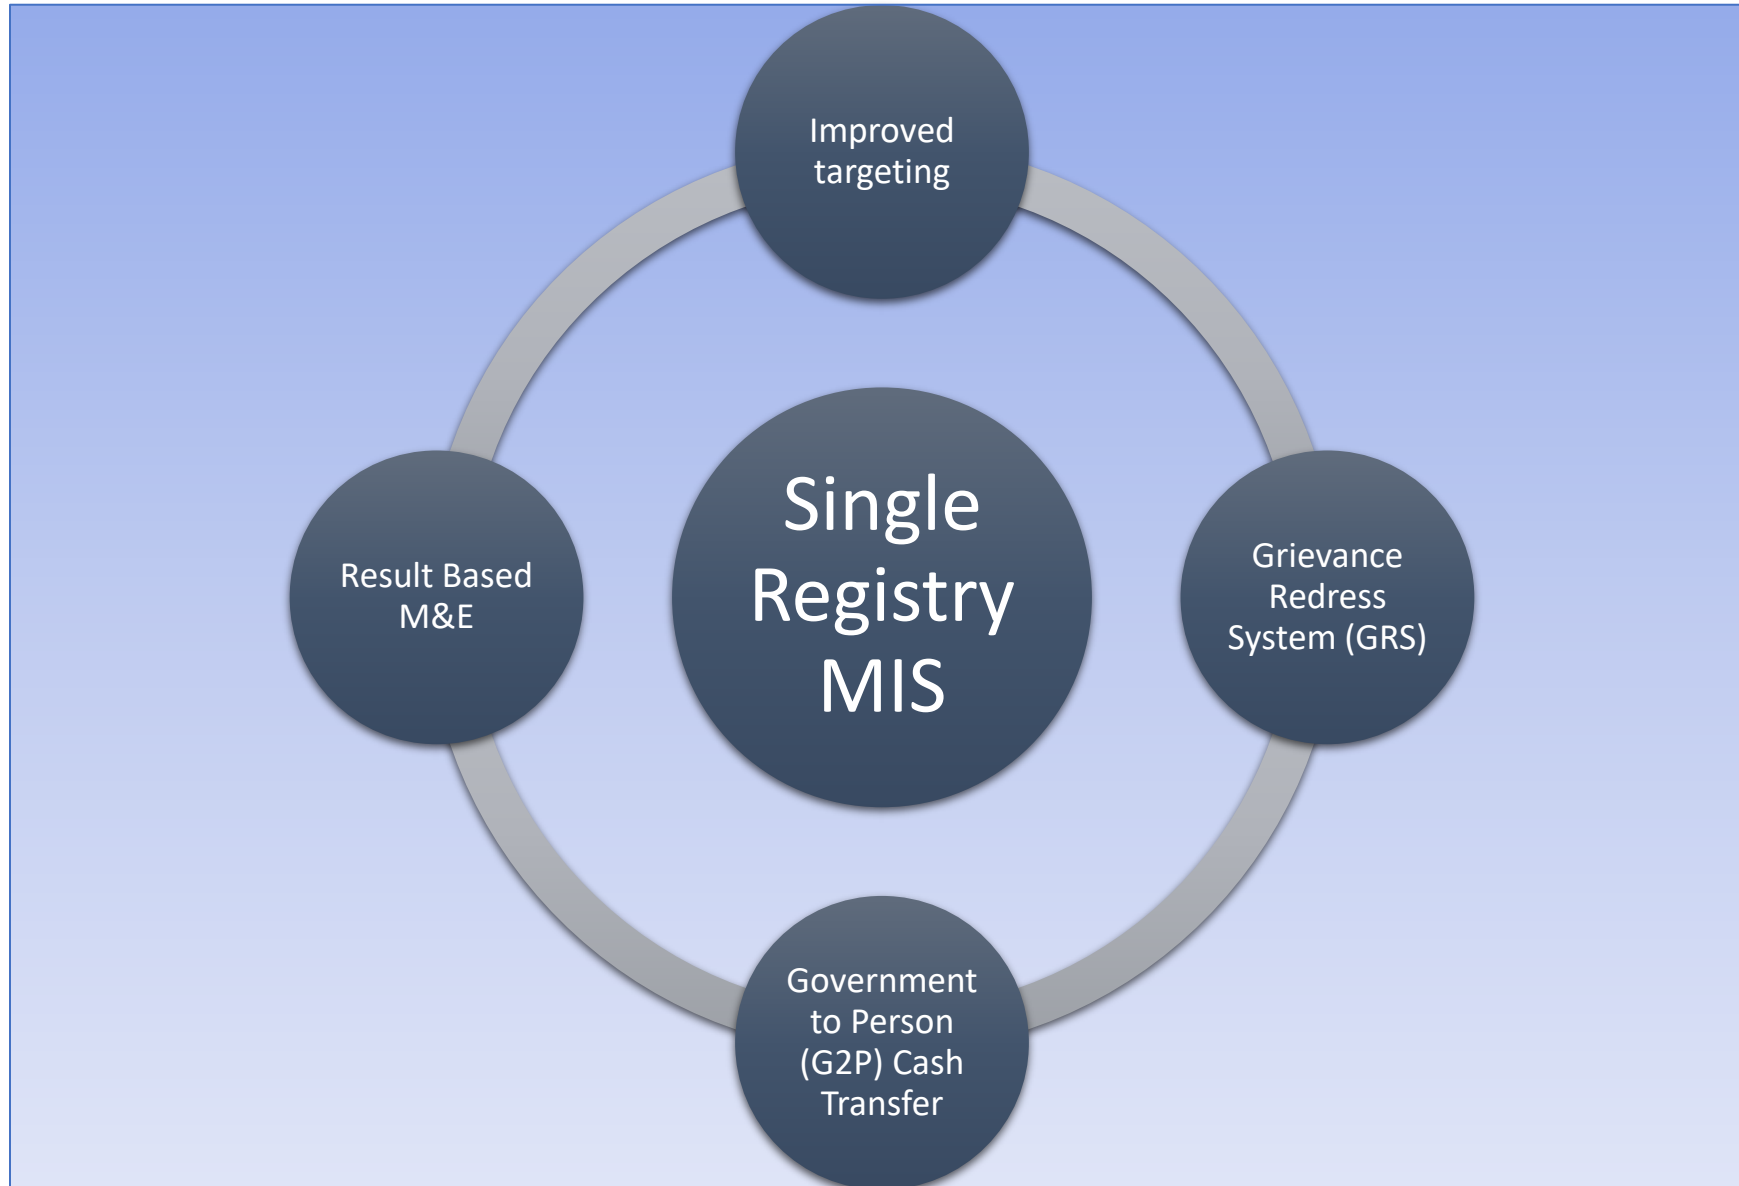 Improved
targeting
Result Based
M&E
Single
Registry
MIS
Grievance
Redress
System (GRS)
Government
to Person
(G2P) Cash
Transfer